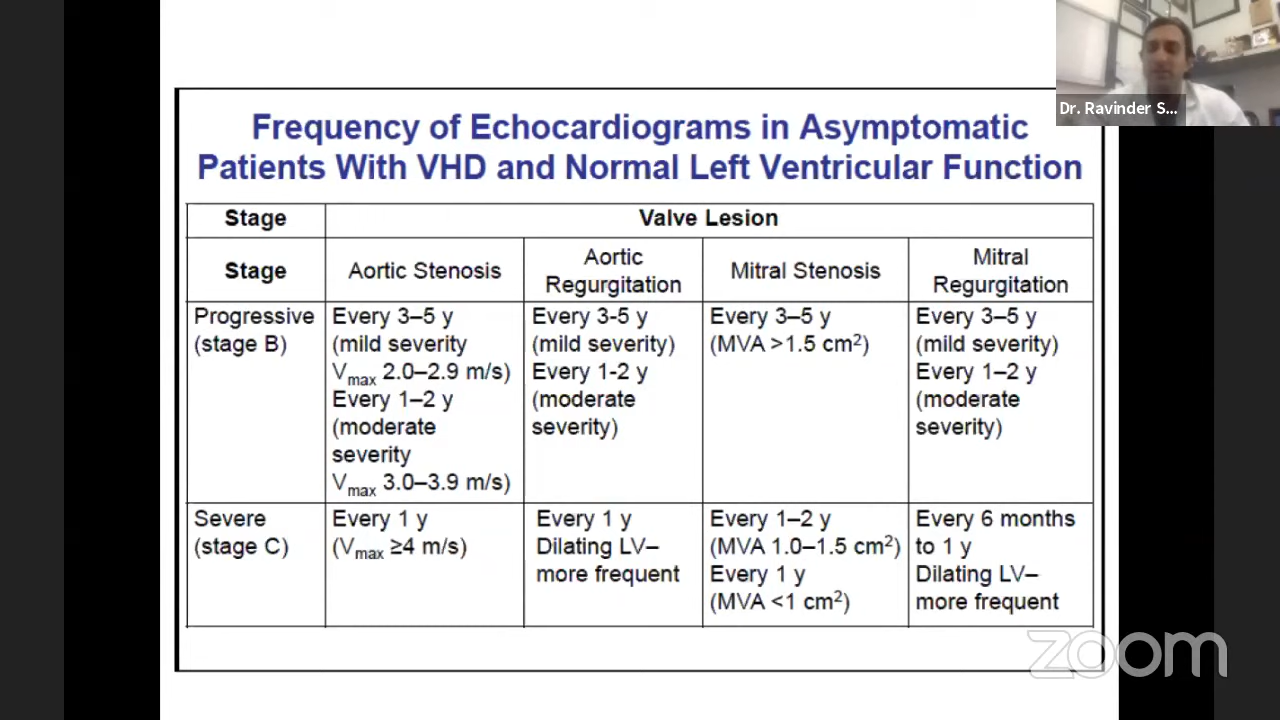 Dr. Ravinder S...
Frequency of Echocardiograms in Asymptomatic
Patients With VHD and Normal Left Ventricular Function
Stage
Valve Lesion
Stage
Aortic Stenosis
Aortic
Regurgitation
Mitral Stenosis
Mitral
Regurgitation
Progressive
(stage B)
Every 3–5 y
(mild severity
Vmax 2.0–2.9 m/s)
Every 1–2 y
(moderate
severity
Vmax 3.0–3.9 m/s)
Every 3-5 y
(mild severity)
Every 1-2 y
(moderate
severity)
Every 3–5 y
(MVA >1.5 cm²)
Every 3–5 y
(mild severity)
Every 1–2 y
(moderate
severity)
Severe
(stage C)
Every 1 y
(Vmax ≥4 m/s)
Every 1 y
Dilating LV–
more frequent
Every 1–2 y
(MVA 1.0–1.5 cm²)
Every 1 y
(MVA <1 cm²)
Every 6 months
to 1 y
Dilating LV–
more frequent
zoom